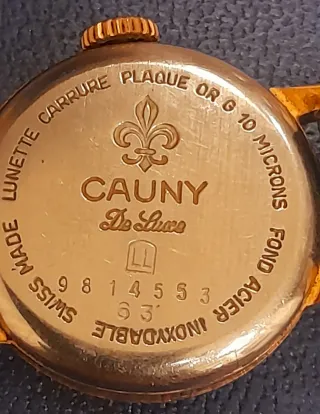 LUNETTE CARRURE PLAQUE OR G 10 MICRONS FOND ACIER INOXYDABLE SWISS MADE
CAUNY
De Luxe
9814553
63